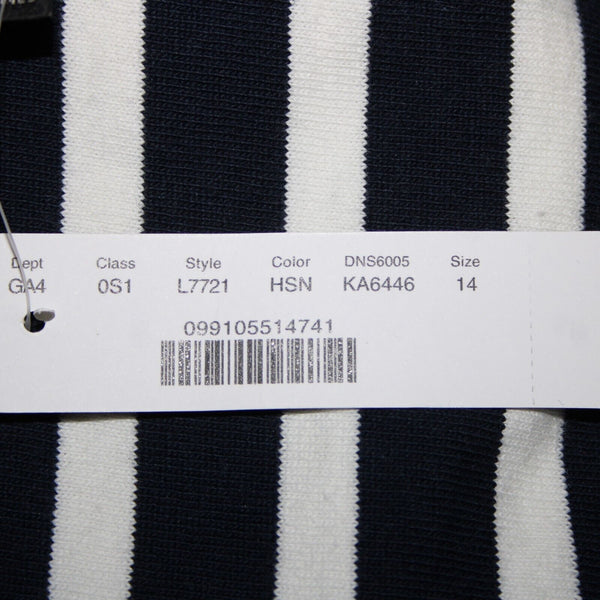 Dept Class Style Color DNS6005 Size
GA4 0S1 L7721 HSN KA6446 14
099105514741